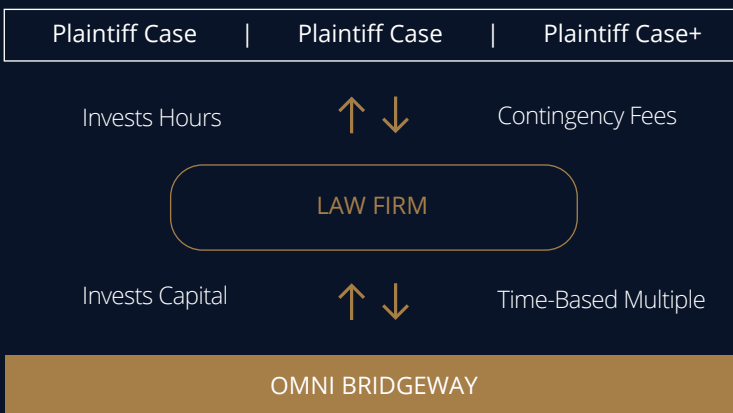 Plaintiff Case | Plaintiff Case | Plaintiff Case+
Invests Hours
Contingency Fees
LAW FIRM
Invests Capital
Time-Based Multiple
OMNI BRIDGEWAY